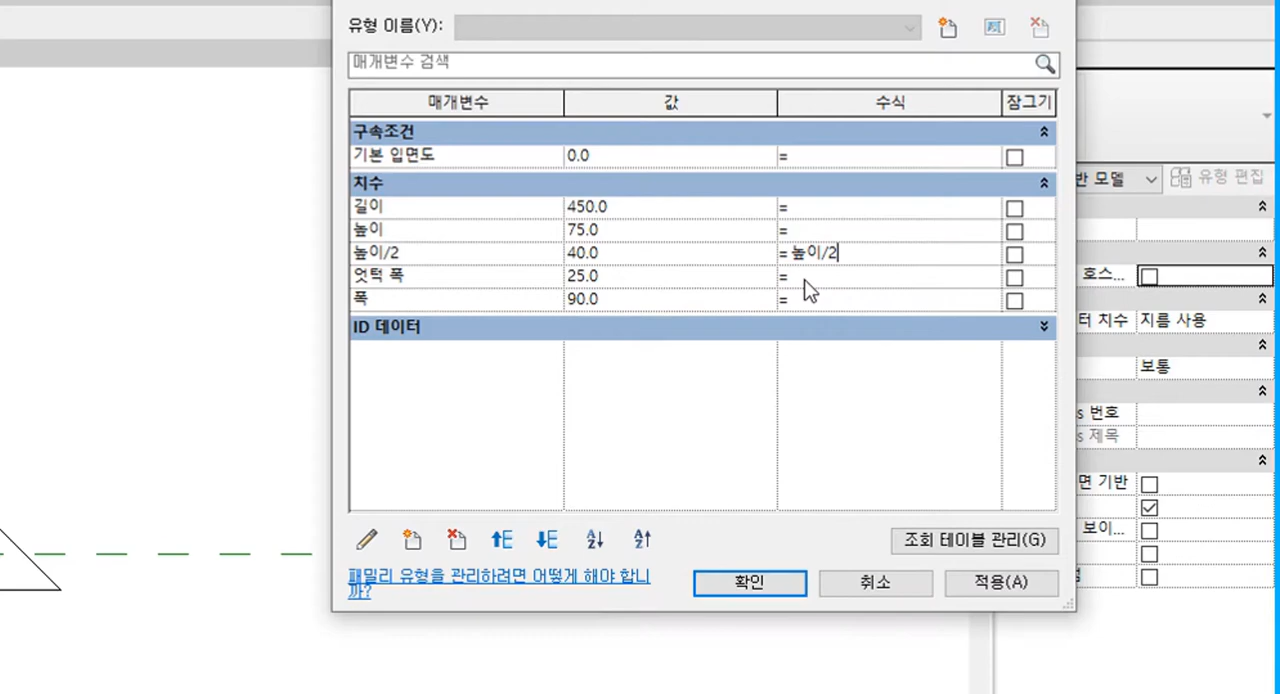 유형 이름(Y):
매개변수 검색
매개변수 값 수식 잠그기
구속조건
기본 입면도 0.0 =
치수
길이 450.0 =
높이 75.0 =
높이/2 40.0 = 높이/2
엇턱 폭 25.0 =
폭 90.0 =
ID 데이터
조회 테이블 관리(G)
패밀리 유형을 관리하려면 어떻게 해야 합니
까?
확인 취소 적용(A)
반 모델 유형 편집
호스...
터 치수 지름 사용
보통
s 번호
s 제목
면 기반
보이...